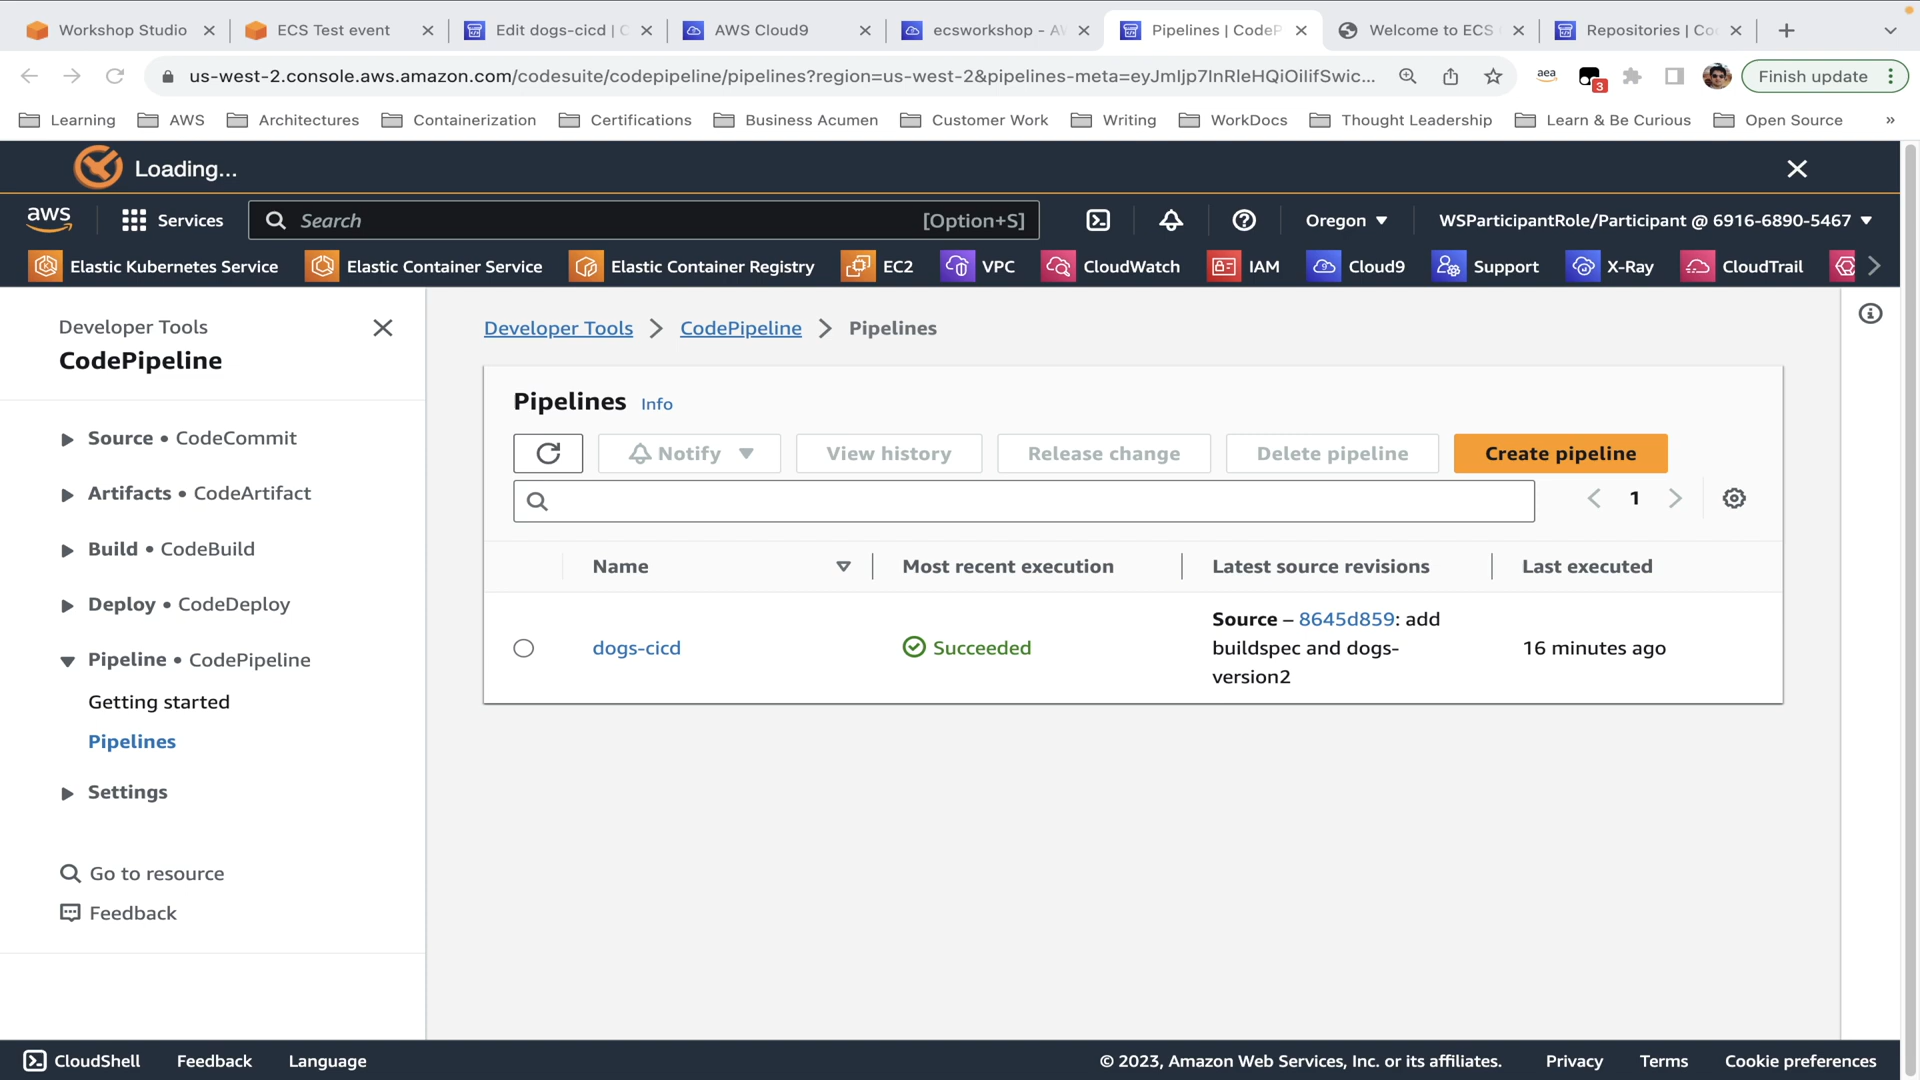 Workshop Studio
ECS Test event
Edit dogs-cicd | C
AWS Cloud9
ecsworkshop - AW
Pipelines | CodeP
Welcome to ECS
Repositories | Co
us-west-2.console.aws.amazon.com/codesuite/codepipeline/pipelines?region=us-west-2&pipelines-meta=eyJmIjp7InRleHQiOiIifSwic...
aea
3
Finish update
Learning
AWS
Architectures
Containerization
Certifications
Business Acumen
Customer Work
Writing
WorkDocs
Thought Leadership
Learn & Be Curious
Open Source
»
Loading...
aws
Services
Search
[Option+S]
Oregon
WSParticipantRole/Participant @ 6916-6890-5467
Elastic Kubernetes Service
Elastic Container Service
Elastic Container Registry
EC2
VPC
CloudWatch
IAM
Cloud9
Support
X-Ray
CloudTrail
Developer Tools
CodePipeline
Source • CodeCommit
Artifacts • CodeArtifact
Build • CodeBuild
Deploy • CodeDeploy
Pipeline • CodePipeline
Getting started
Pipelines
Settings
Go to resource
Feedback
Developer Tools
CodePipeline
Pipelines
Pipelines Info
Notify
View history
Release change
Delete pipeline
Create pipeline
1
Name
Most recent execution
Latest source revisions
Last executed
dogs-cicd
Succeeded
Source – 8645d859: add
buildspec and dogs-
version2
16 minutes ago
CloudShell
Feedback
Language
© 2023, Amazon Web Services, Inc. or its affiliates.
Privacy
Terms
Cookie preferences